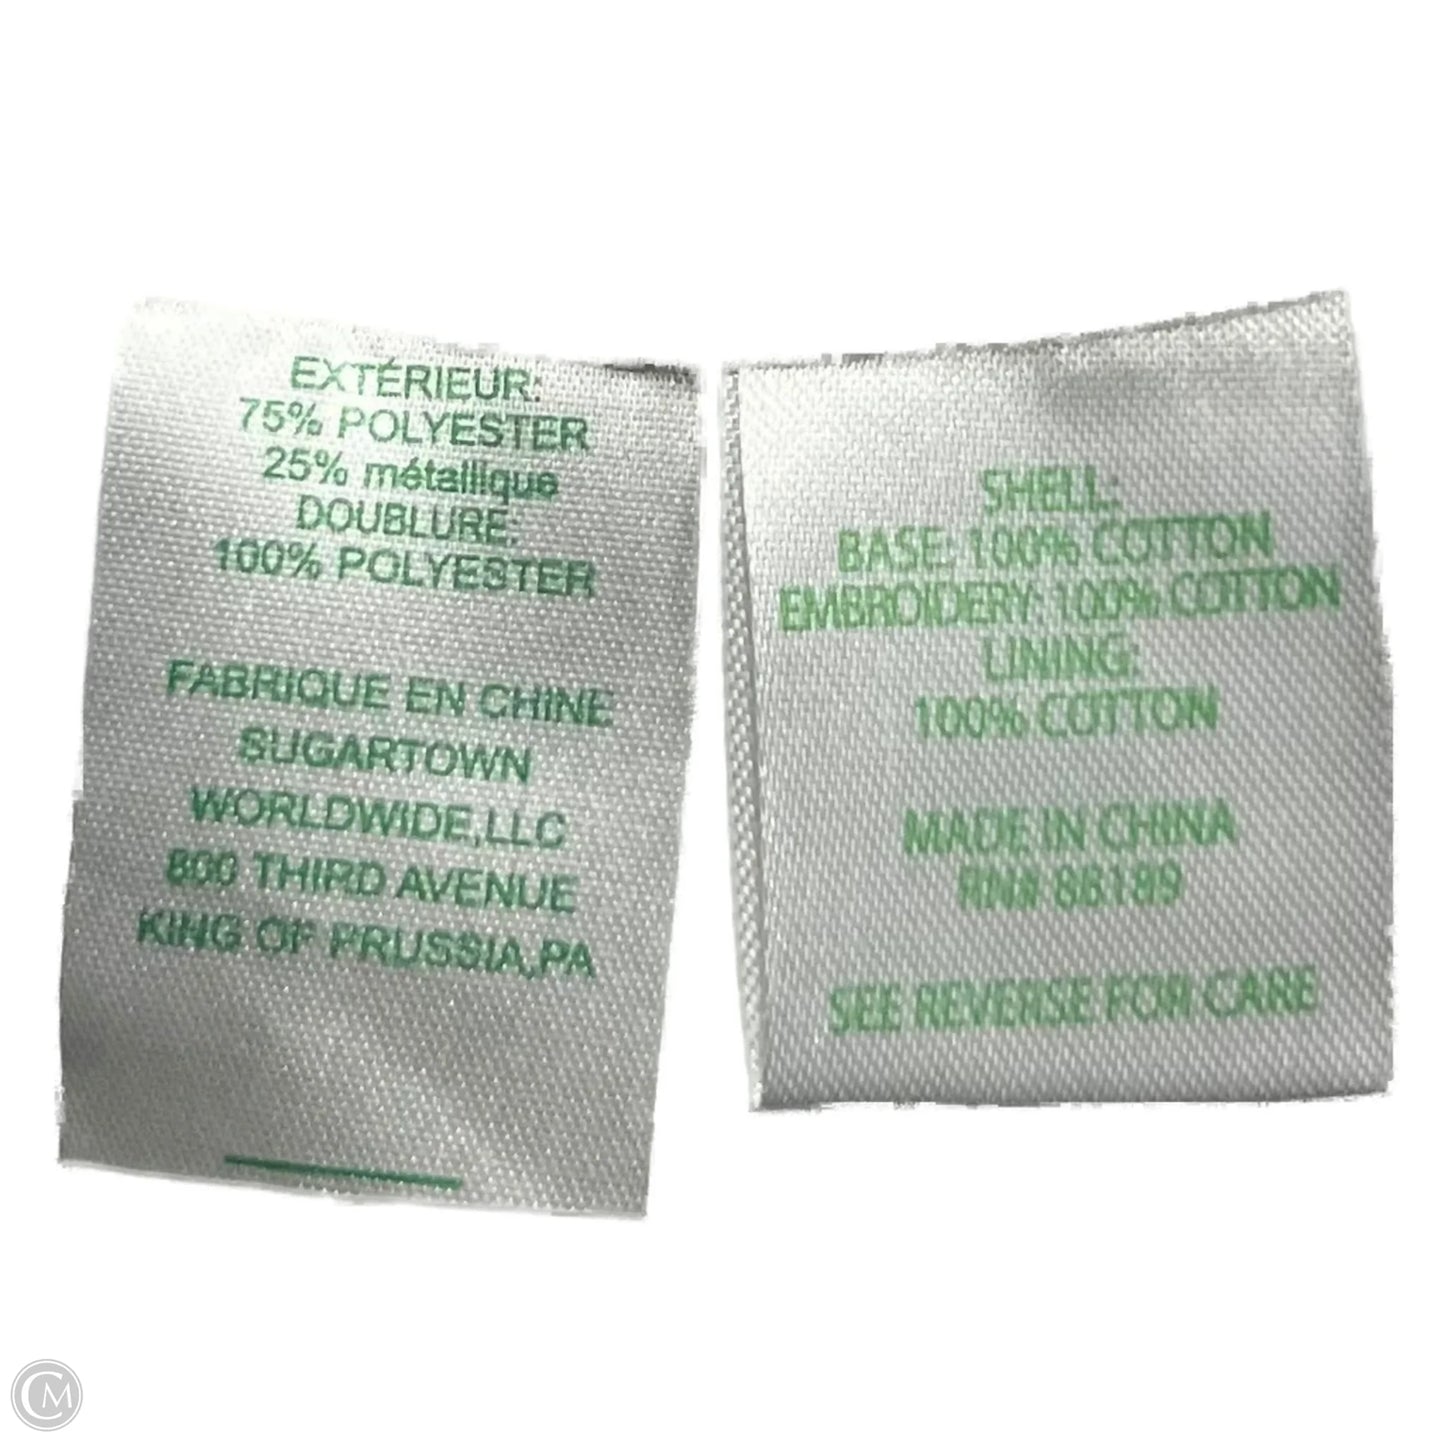 EXTÉRIEUR:
75% POLYESTER
25% métallique
DOUBLURE:
100% POLYESTER
FABRIQUE EN CHINE
SUGARTOWN
WORLDWIDE,LLC
800 THIRD AVENUE
KING OF PRUSSIA,PA
SHELL:
BASE: 100% COTTON
EMBROIDERY: 100% COTTON
LINING:
100% COTTON
MADE IN CHINA
RN# 88189
SEE REVERSE FOR CARE
CM